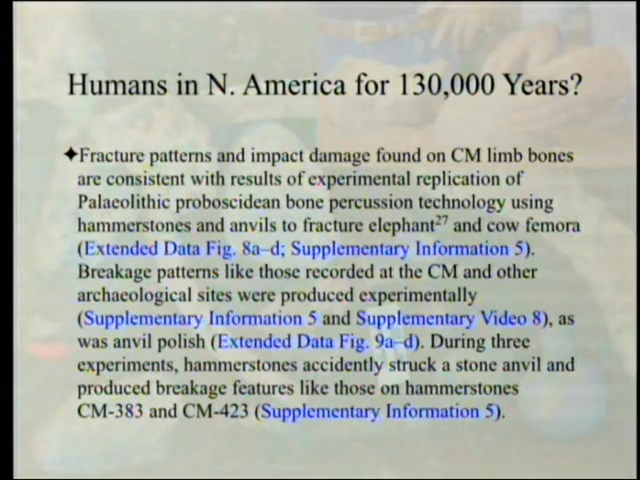 Humans in N. America for 130,000 Years?
✦Fracture patterns and impact damage found on CM limb bones
are consistent with results of experimental replication of
Palaeolithic proboscidean bone percussion technology using
hammerstones and anvils to fracture elephant²⁷ and cow femora
(Extended Data Fig. 8a–d; Supplementary Information 5).
Breakage patterns like those recorded at the CM and other
archaeological sites were produced experimentally
(Supplementary Information 5 and Supplementary Video 8), as
was anvil polish (Extended Data Fig. 9a–d). During three
experiments, hammerstones accidently struck a stone anvil and
produced breakage features like those on hammerstones
CM-383 and CM-423 (Supplementary Information 5).